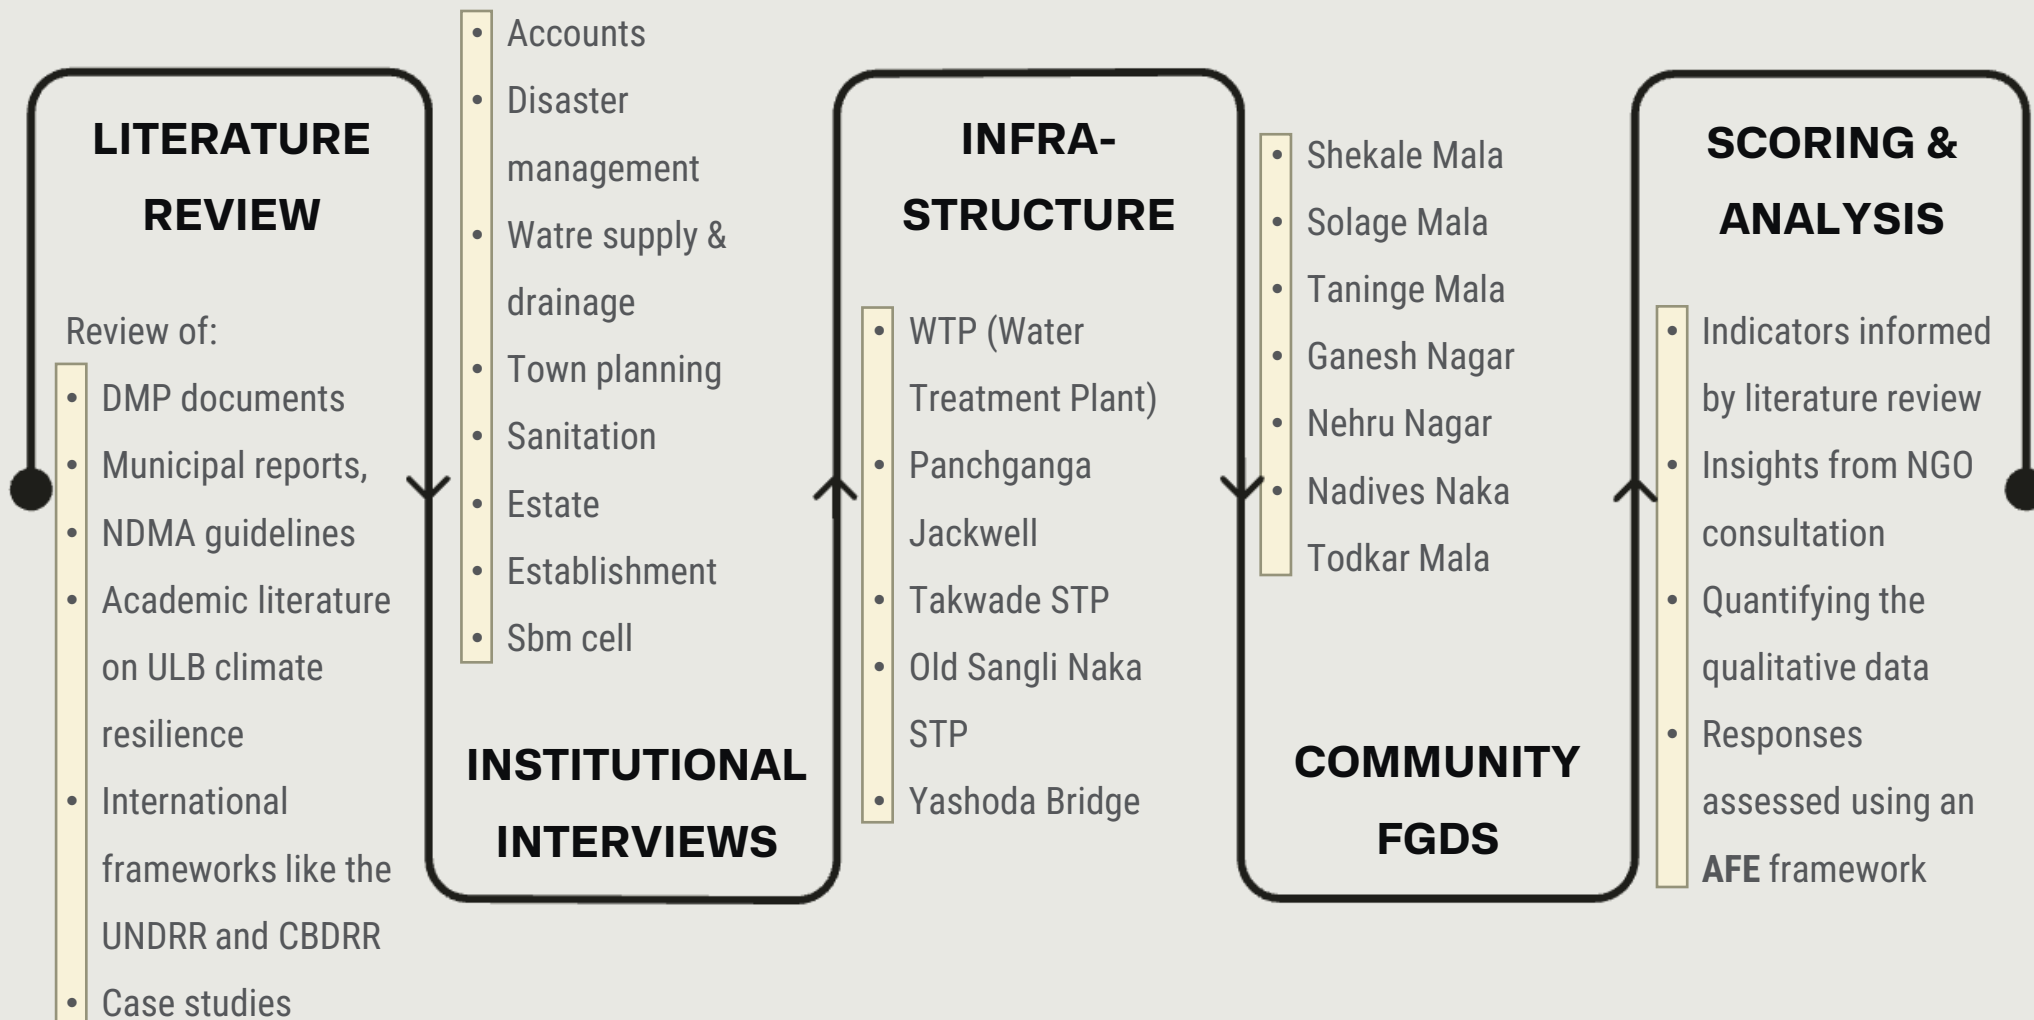 LITERATURE
REVIEW
Review of:
• DMP documents
• Municipal reports,
• NDMA guidelines
• Academic literature
on ULB climate
resilience
• International
frameworks like the
UNDRR and CBDRR
• Case studies
• Accounts
• Disaster
management
• Watre supply &
drainage
• Town planning
• Sanitation
• Estate
• Establishment
• Sbm cell
INSTITUTIONAL
INTERVIEWS
INFRA-
STRUCTURE
• WTP (Water
Treatment Plant)
• Panchganga
Jackwell
• Takwade STP
• Old Sangli Naka
STP
• Yashoda Bridge
• Shekale Mala
• Solage Mala
• Taninge Mala
• Ganesh Nagar
• Nehru Nagar
• Nadives Naka
Todkar Mala
COMMUNITY
FGDS
SCORING &
ANALYSIS
• Indicators informed
by literature review
• Insights from NGO
consultation
• Quantifying the
qualitative data
• Responses
assessed using an
AFE framework